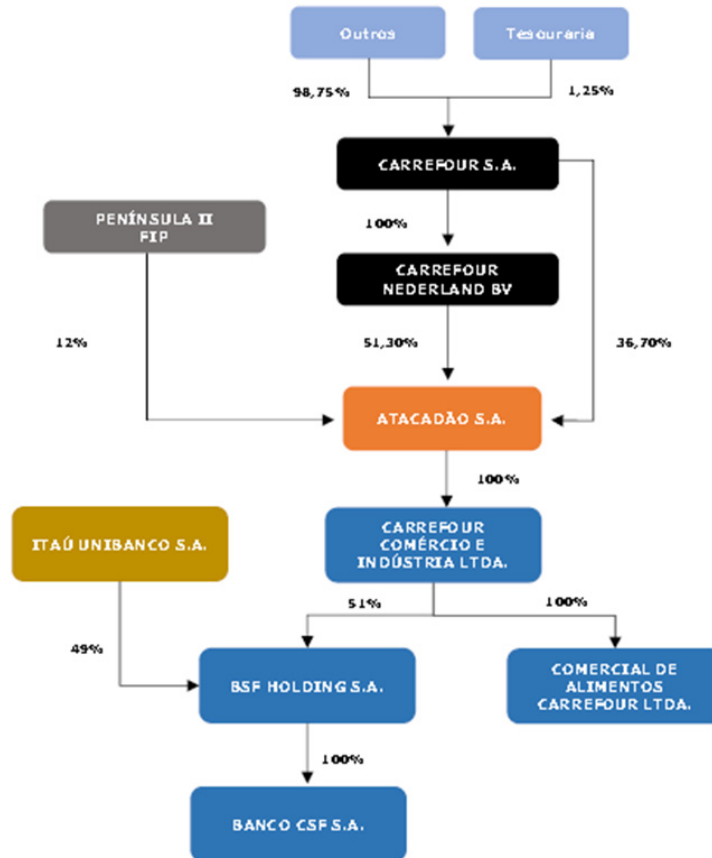 Outros
Tesouraria
98,75%
1,25%
CARREFOUR S.A.
100%
PENÍNSULA II
FIP
CARREFOUR
NEDERLAND BV
12%
51,30%
36,70%
ATACADÃO S.A.
100%
ITAÚ UNIBANCO S.A.
CARREFOUR
COMÉRCIO E
INDÚSTRIA LTDA.
51%
100%
49%
BSF HOLDING S.A.
COMERCIAL DE
ALIMENTOS
CARREFOUR LTDA.
100%
BANCO CSF S.A.